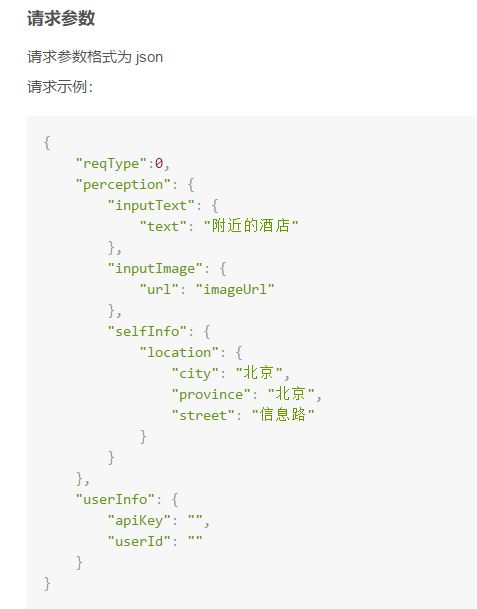 请求参数
请求参数格式为 json
请求示例：
{
    "reqType":0,
    "perception": {
        "inputText": {
            "text": "附近的酒店"
        },
        "inputImage": {
            "url": "imageUrl"
        },
        "selfInfo": {
            "location": {
                "city": "北京",
                "province": "北京",
                "street": "信息路"
            }
        }
    },
    "userInfo": {
        "apiKey": "",
        "userId": ""
    }
}